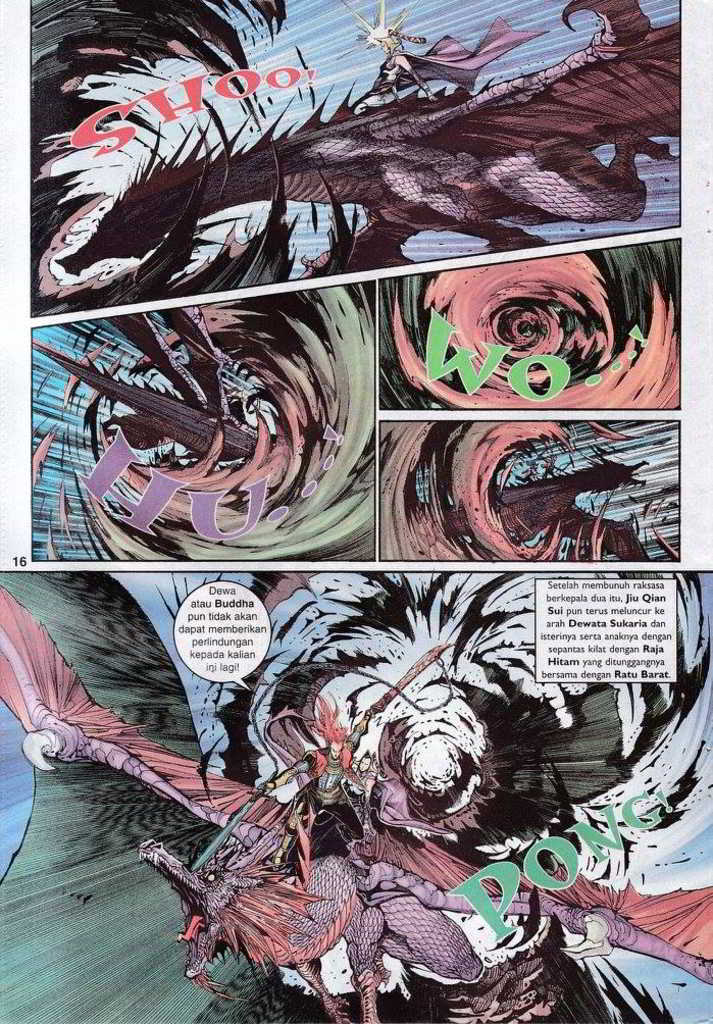 SHOO!
WO...!
HU...!
16
Dewa
atau Buddha
pun tidak akan
dapat memberikan
perlindungan
kepada kalian
ini lagi!
Setelah membunuh raksasa
berkepala dua itu, Jiu Qian
Sui pun terus meluncur ke
arah Dewata Sukaria dan
isterinya serta anaknya dengan
sepantas kilat dengan Raja
Hitam yang ditunggangnya
bersama dengan Ratu Barat.
PONG!